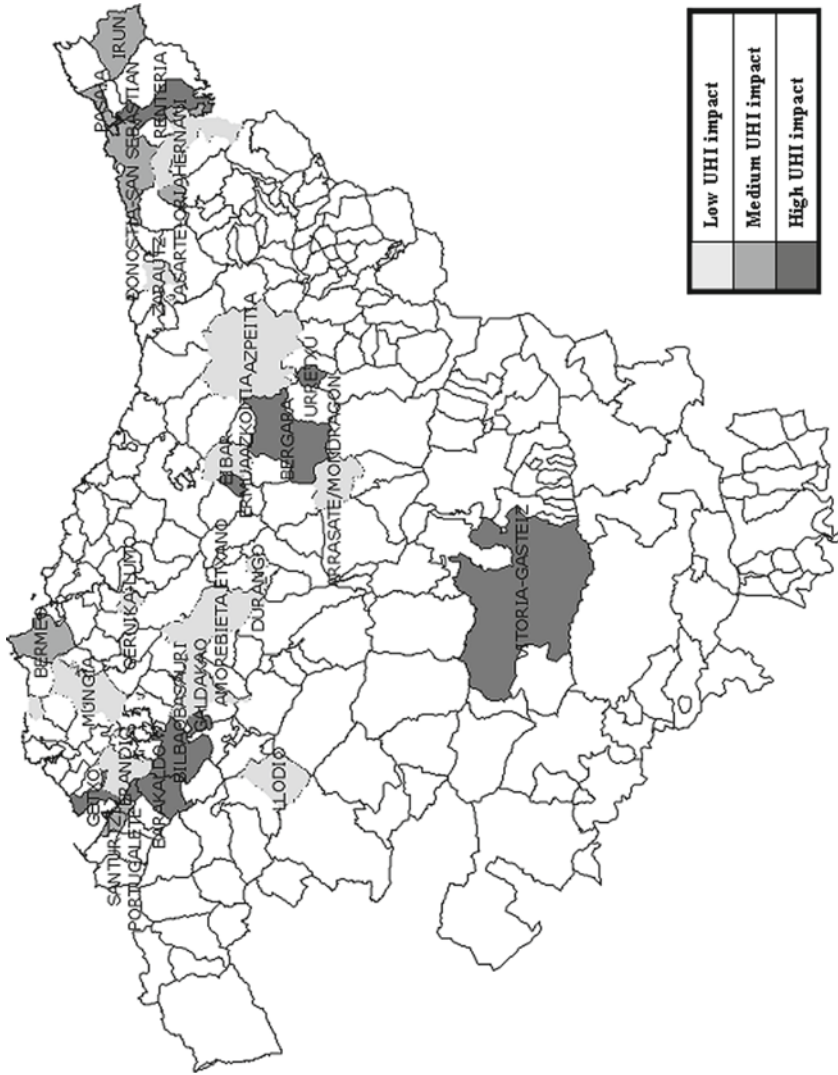 BERMEO
MUNGIA
GETXO
SANTURTZI
ERANDIO
PORTUGALETE
GERNIKA-LUMO
BARAKALDO
BILBAO
BASAURI
GALDAKAO
AMOREBIETA ETXANO
DURANGO
LLODIO
PASAIA
IRUN
DONOSTIA-SAN SEBASTIAN
RENTERIA
ZARAUTZ
LASARTE-ORIA
HERNANI
EIBAR
ERMUA
AZKOITIA
AZPEITIA
BERGARA
URRETXU
ARRASATE/MONDRAGON
VITORIA-GASTEIZ
Low UHI impact
Medium UHI impact
High UHI impact